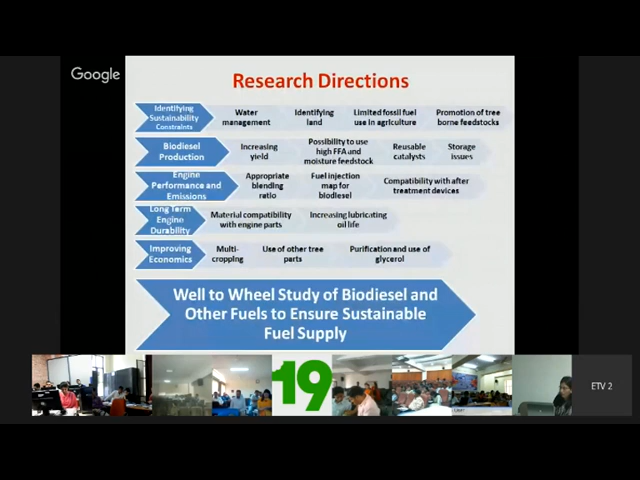 Google
Research Directions
Identifying
Sustainability
Constraints
Water
management
Identifying
land
Limited fossil fuel
use in agriculture
Promotion of tree
borne feedstocks
Biodiesel
Production
Increasing
yield
Possibility to use
high FFA and
moisture feedstock
Reusable
catalysts
Storage
issues
Engine
Performance and
Emissions
Appropriate
blending
ratio
Fuel injection
map for
biodiesel
Compatibility with after
treatment devices
Long Term
Engine
Durability
Material compatibility
with engine parts
Increasing lubricating
oil life
Improving
Economics
Multi-
cropping
Use of other tree
parts
Purification and use of
glycerol
Well to Wheel Study of Biodiesel and
Other Fuels to Ensure Sustainable
Fuel Supply
19
ETV 2